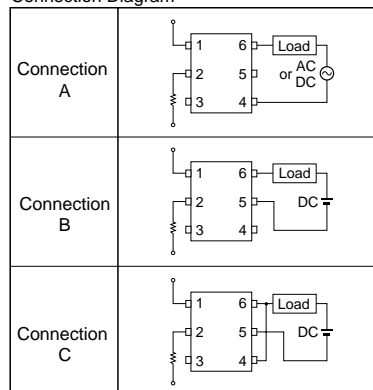 Connection Diagram
Connection
A
1 6 Load
2 5 or AC
DC
3 4
Connection
B
1 6 Load
2 5 DC
3 4
Connection
C
1 6 Load
2 5 DC
3 4